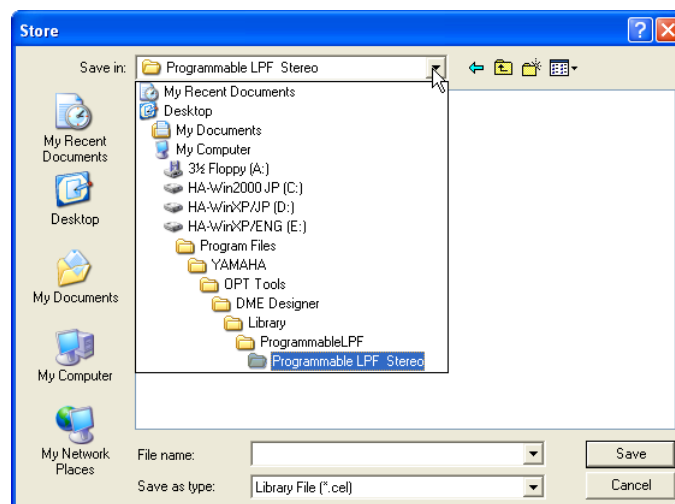 Store
Save in: Programmable LPF  Stereo
My Recent Documents
Desktop
My Documents
My Computer
3½ Floppy (A:)
HA-Win2000 JP (C:)
HA-WinXP/JP (D:)
HA-WinXP/ENG (E:)
Program Files
YAMAHA
OPT Tools
DME Designer
Library
ProgrammableLPF
Programmable LPF  Stereo
My Recent
Documents
Desktop
My Documents
My Computer
My Network
Places
File name:
Save
Save as type: Library File (*.cel)
Cancel